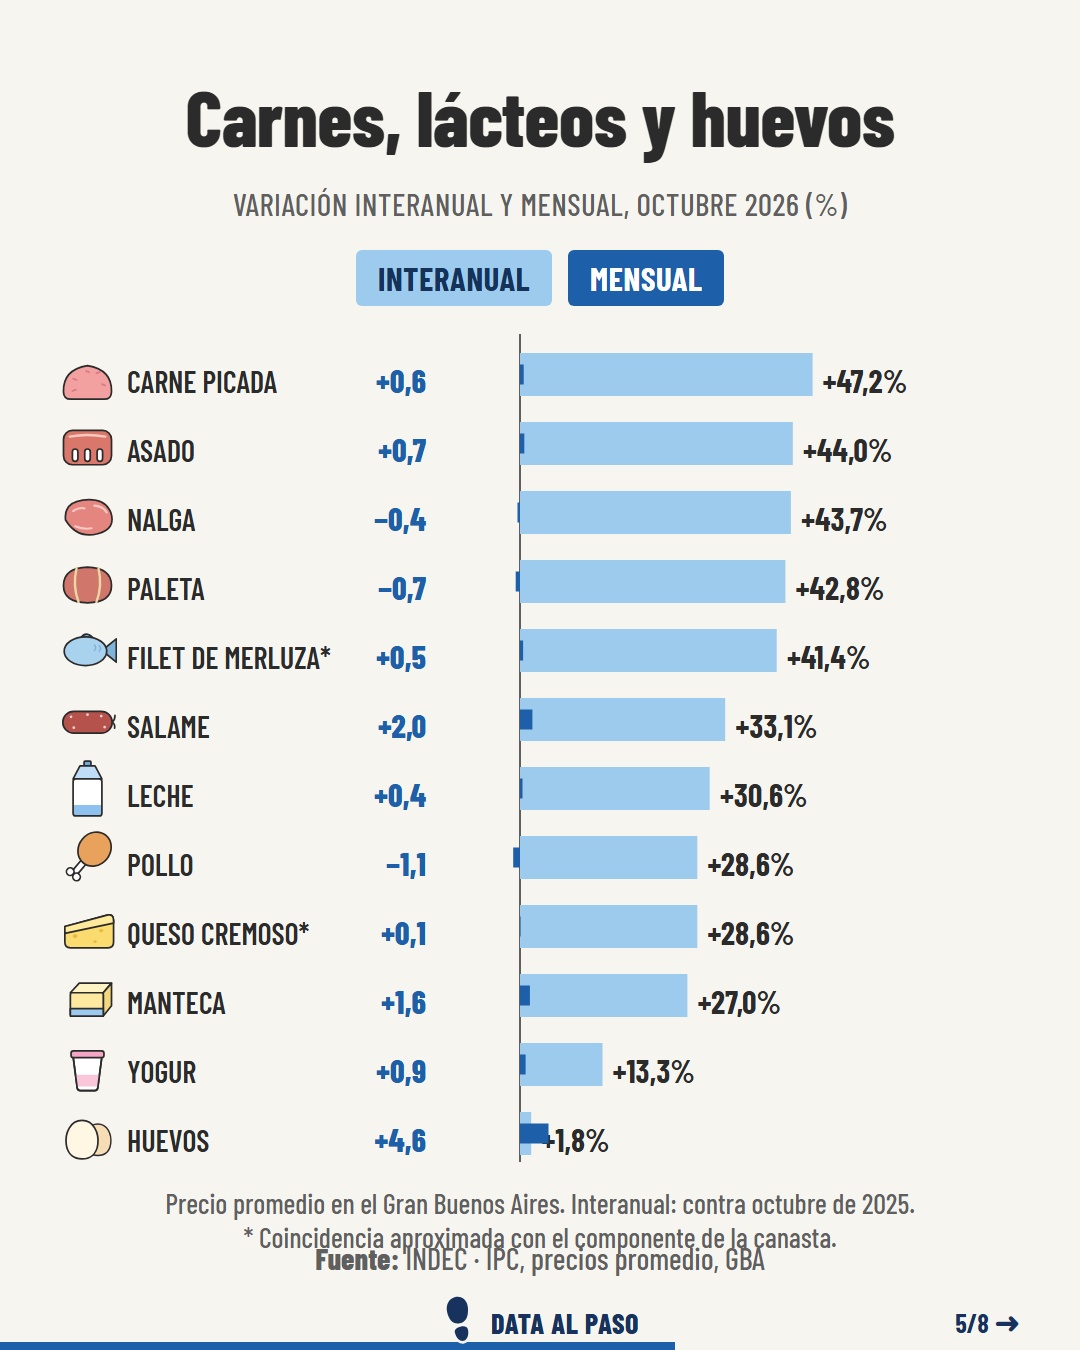 Carnes, lácteos y huevos
VARIACIÓN INTERANUAL Y MENSUAL, OCTUBRE 2026 (%)
INTERANUAL MENSUAL
CARNE PICADA +0,6 +47,2%
ASADO +0,7 +44,0%
NALGA −0,4 +43,7%
PALETA −0,7 +42,8%
FILET DE MERLUZA* +0,5 +41,4%
SALAME +2,0 +33,1%
LECHE +0,4 +30,6%
POLLO −1,1 +28,6%
QUESO CREMOSO* +0,1 +28,6%
MANTECA +1,6 +27,0%
YOGUR +0,9 +13,3%
HUEVOS +4,6 +1,8%
Precio promedio en el Gran Buenos Aires. Interanual: contra octubre de 2025.
* Coincidencia aproximada con el componente de la canasta.
Fuente: INDEC · IPC, precios promedio, GBA
DATA AL PASO 5/8 →